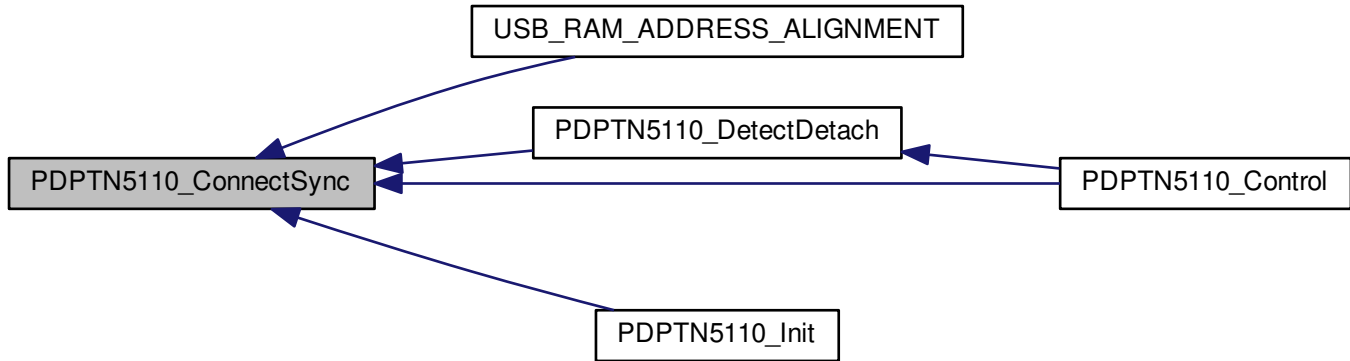 USB_RAM_ADDRESS_ALIGNMENT
PDPTN5110_DetectDetach
PDPTN5110_ConnectSync
PDPTN5110_Control
PDPTN5110_Init